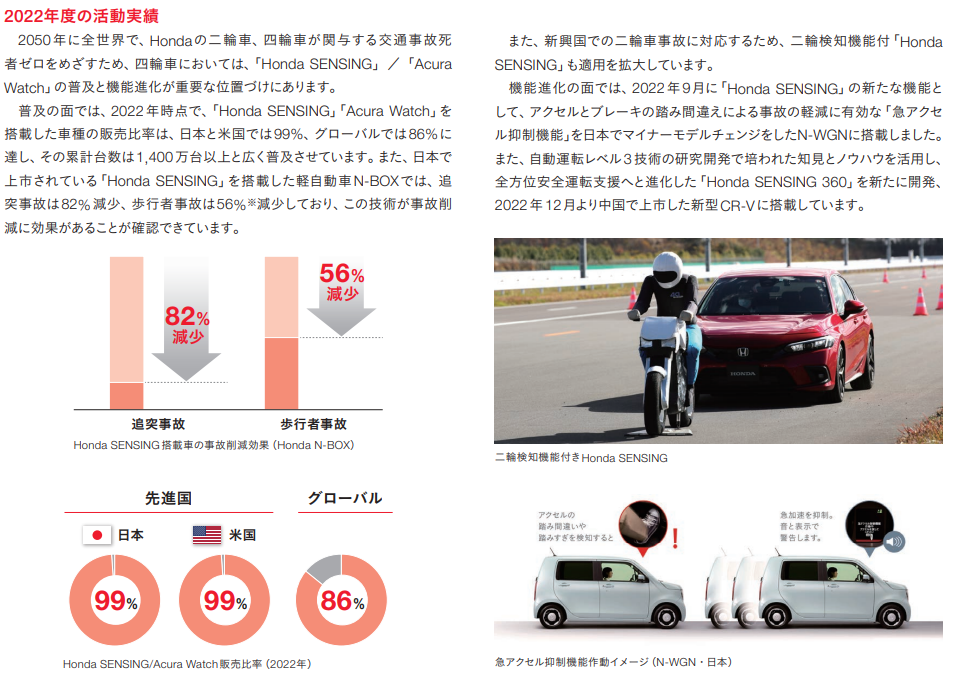 2022年度の活動実績
2050年に全世界で、Hondaの二輪車、四輪車が関与する交通事故死
者ゼロをめざすため、四輪車においては、「Honda SENSING」／「Acura
Watch」の普及と機能進化が重要な位置づけにあります。
普及の面では、2022年時点で、「Honda SENSING」「Acura Watch」を
搭載した車種の販売比率は、日本と米国では99%、グローバルでは86%に
達し、その累計台数は1,400万台以上と広く普及させています。また、日本で
上市されている「Honda SENSING」を搭載した軽自動車N-BOXでは、追
突事故は82%減少、歩行者事故は56%※減少しており、この技術が事故削
減に効果があることが確認できています。
82%
減少
56%
減少
追突事故
歩行者事故
Honda SENSING搭載車の事故削減効果（Honda N-BOX）
先進国
グローバル
日本
米国
99%
99%
86%
Honda SENSING/Acura Watch販売比率（2022年）
また、新興国での二輪車事故に対応するため、二輪検知機能付「Honda
SENSING」も適用を拡大しています。
機能進化の面では、2022年9月に「Honda SENSING」の新たな機能と
して、アクセルとブレーキの踏み間違えによる事故の軽減に有効な「急アクセ
ル抑制機能」を日本でマイナーモデルチェンジをしたN-WGNに搭載しました。
また、自動運転レベル3技術の研究開発で培われた知見とノウハウを活用し、
全方位安全運転支援へと進化した「Honda SENSING 360」を新たに開発、
2022年12月より中国で上市した新型CR-Vに搭載しています。
HONDA
二輪検知機能付きHonda SENSING
アクセルの
踏み間違いや
踏みすぎを検知すると
!
急加速を抑制。
音と表示で
警告します。
急アクセル抑制機能作動イメージ（N-WGN・日本）